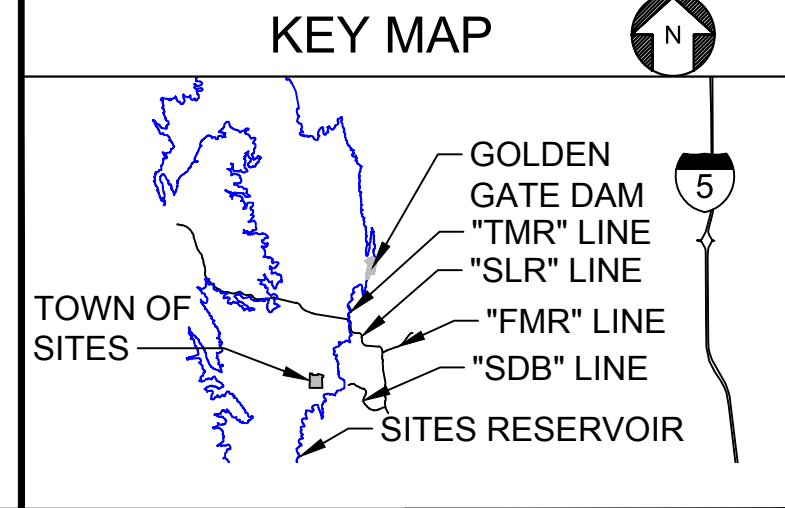 KEY MAP
N
GOLDEN
GATE DAM
5
"TMR" LINE
"SLR" LINE
TOWN OF
SITES
"FMR" LINE
"SDB" LINE
SITES RESERVOIR